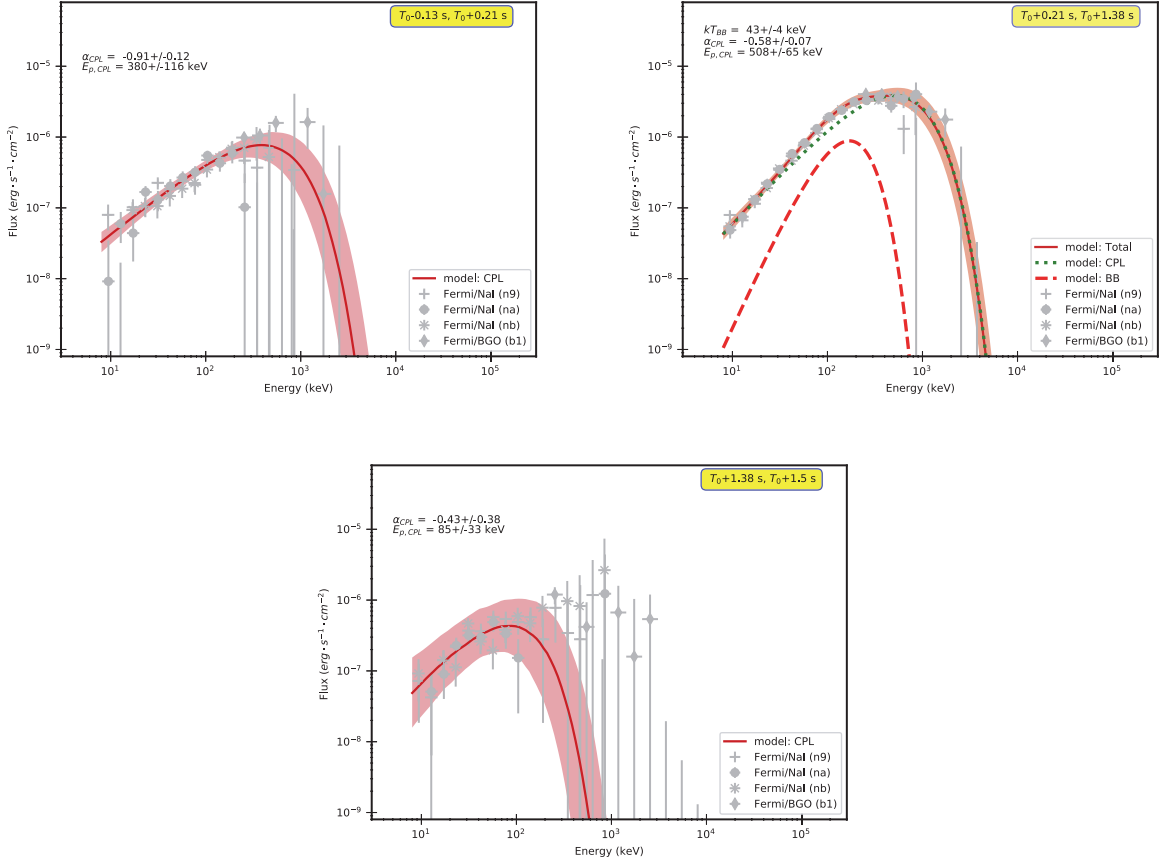 T0-0.13 s, T0+0.21 s
αCPL = -0.91+/-0.12
Ep,CPL = 380+/-116 keV
10^-5
10^-6
10^-7
10^-8
10^-9
Flux (erg·s^-1·cm^-2)
model: CPL
Fermi/NaI (n9)
Fermi/NaI (na)
Fermi/NaI (nb)
Fermi/BGO (b1)
10^1 10^2 10^3 10^4 10^5
Energy (keV)
T0+0.21 s, T0+1.38 s
kTBB = 43+/-4 keV
αCPL = -0.58+/-0.07
Ep,CPL = 508+/-65 keV
10^-5
10^-6
10^-7
10^-8
10^-9
Flux (erg·s^-1·cm^-2)
model: Total
model: CPL
model: BB
Fermi/NaI (n9)
Fermi/NaI (na)
Fermi/NaI (nb)
Fermi/BGO (b1)
10^1 10^2 10^3 10^4 10^5
Energy (keV)
T0+1.38 s, T0+1.5 s
αCPL = -0.43+/-0.38
Ep,CPL = 85+/-33 keV
10^-5
10^-6
10^-7
10^-8
10^-9
Flux (erg·s^-1·cm^-2)
model: CPL
Fermi/NaI (n9)
Fermi/NaI (na)
Fermi/NaI (nb)
Fermi/BGO (b1)
10^1 10^2 10^3 10^4 10^5
Energy (keV)